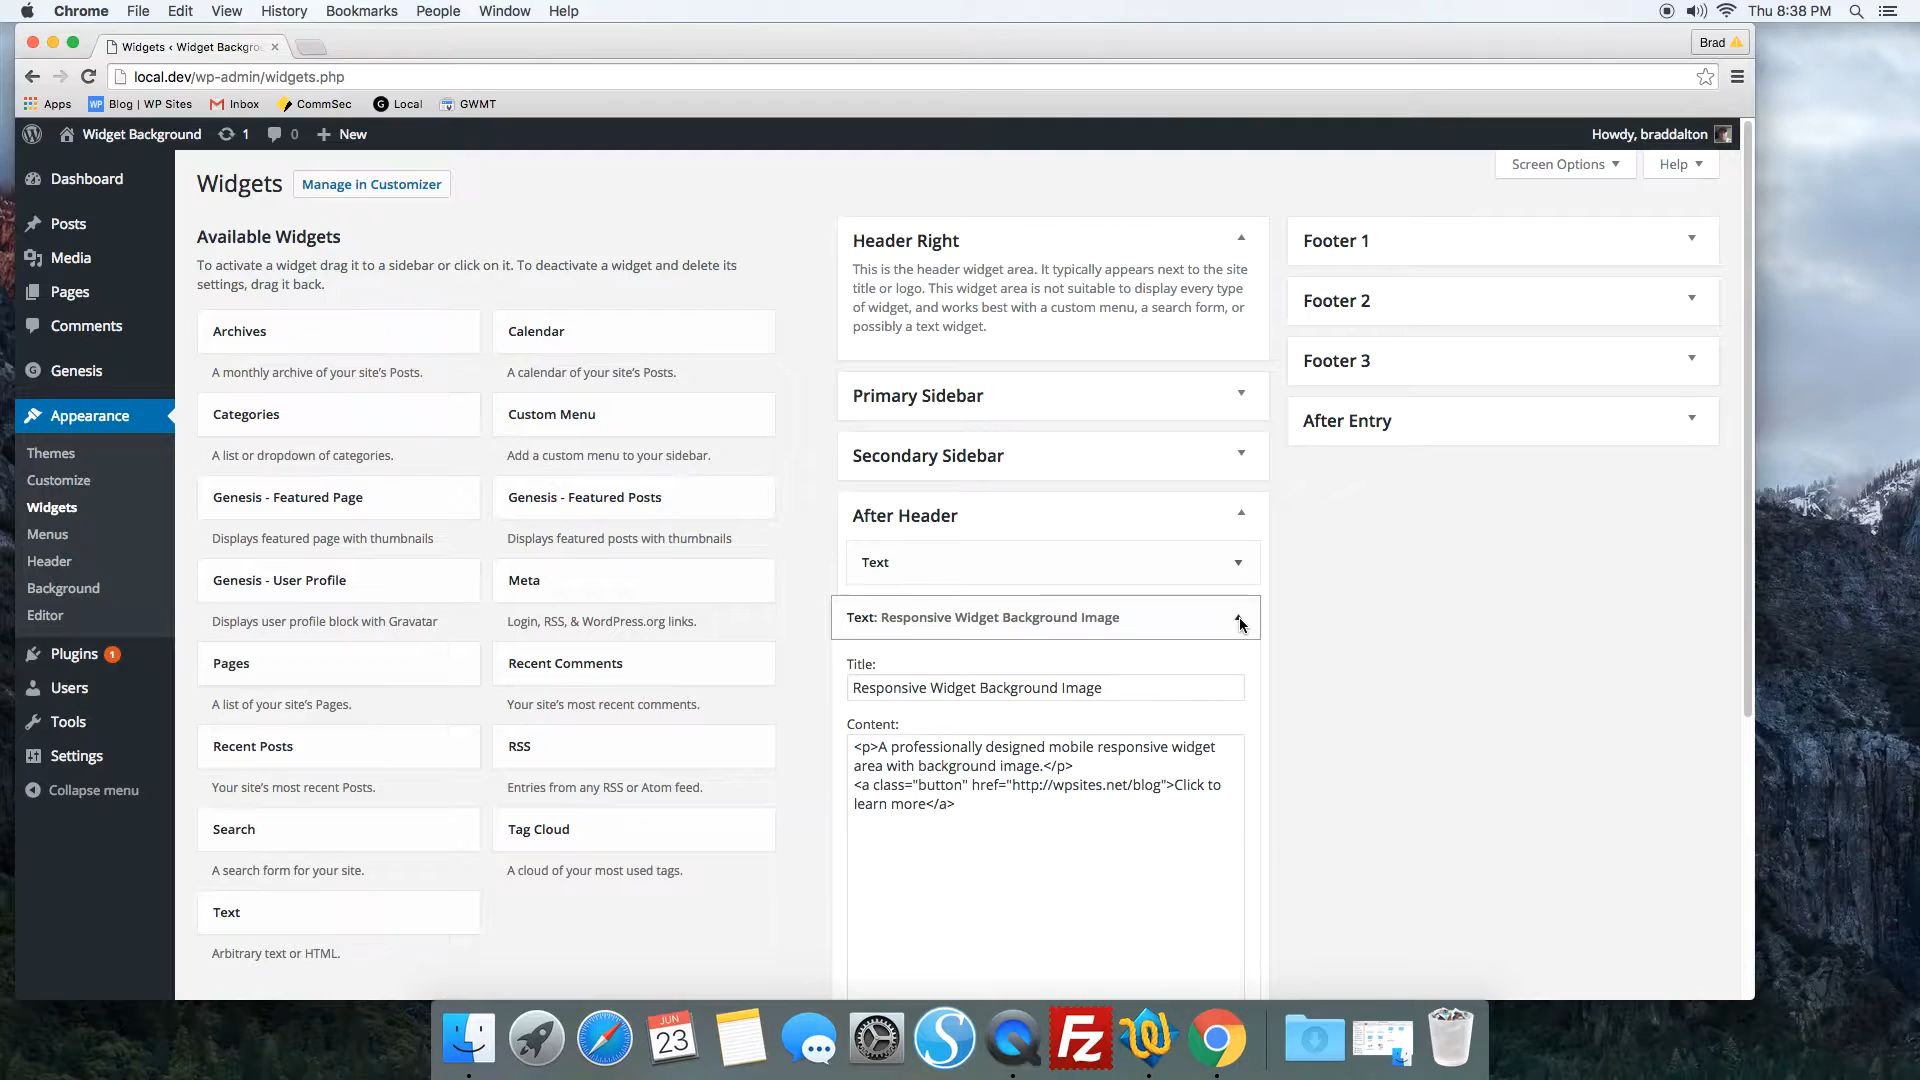 Chrome File Edit View History Bookmarks People Window Help Thu 8:38 PM
Widgets ‹ Widget Backgro
Brad
local.dev/wp-admin/widgets.php
Apps WP Blog | WP Sites Inbox CommSec G Local GWMT
Widget Background 1 0 + New Howdy, braddalton
Screen Options Help
Dashboard
Posts
Media
Pages
Comments
G Genesis
Appearance
Themes
Customize
Widgets
Menus
Header
Background
Editor
Plugins 1
Users
Tools
Settings
Collapse menu
Widgets Manage in Customizer
Available Widgets
To activate a widget drag it to a sidebar or click on it. To deactivate a widget and delete its
settings, drag it back.
Archives Calendar
A monthly archive of your site’s Posts. A calendar of your site’s Posts.
Categories Custom Menu
A list or dropdown of categories. Add a custom menu to your sidebar.
Genesis - Featured Page Genesis - Featured Posts
Displays featured page with thumbnails Displays featured posts with thumbnails
Genesis - User Profile Meta
Displays user profile block with Gravatar Login, RSS, & WordPress.org links.
Pages Recent Comments
A list of your site’s Pages. Your site’s most recent comments.
Recent Posts RSS
Your site’s most recent Posts. Entries from any RSS or Atom feed.
Search Tag Cloud
A search form for your site. A cloud of your most used tags.
Text
Arbitrary text or HTML.
Header Right
This is the header widget area. It typically appears next to the site
title or logo. This widget area is not suitable to display every type
of widget, and works best with a custom menu, a search form, or
possibly a text widget.
Primary Sidebar
Secondary Sidebar
After Header
Text
Text: Responsive Widget Background Image
Title:
Responsive Widget Background Image
Content:
<p>A professionally designed mobile responsive widget
area with background image.</p>
<a class="button" href="http://wpsites.net/blog">Click to
learn more</a>
Footer 1
Footer 2
Footer 3
After Entry
JUN
23
S
Fz